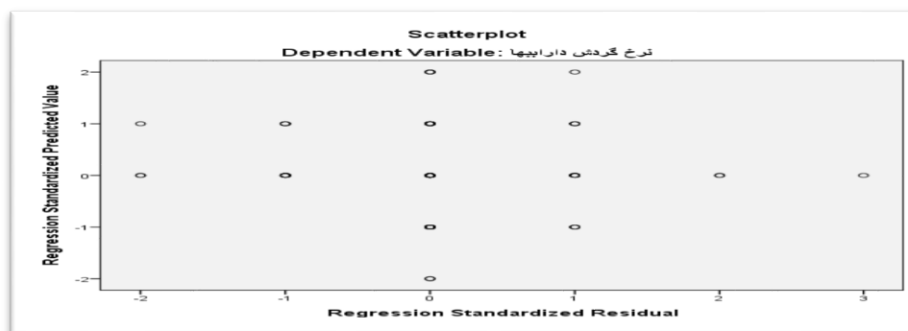 Scatterplot
Dependent Variable: نرخ گردش داراییها
Regression Standardized Predicted Value
2
1
0
-1
-2
-2
-1
0
1
2
3
Regression Standardized Residual